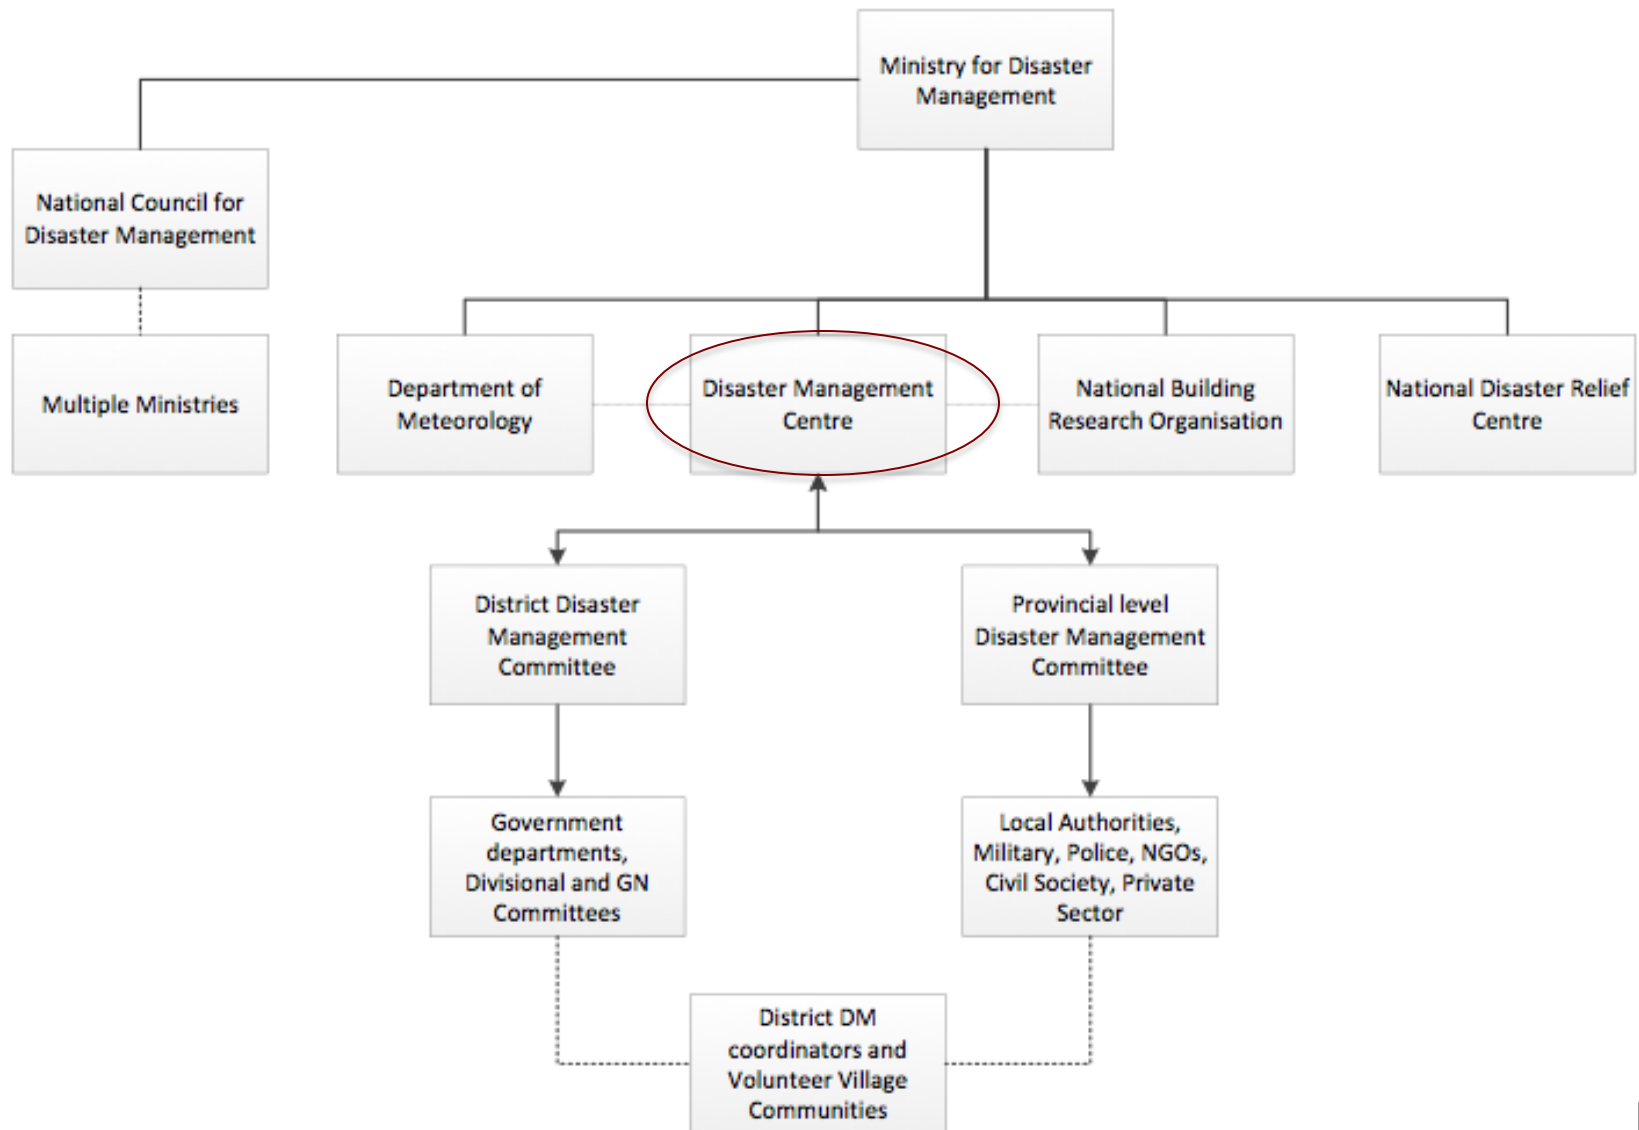 Ministry for Disaster
Management
National Council for
Disaster Management
Multiple Ministries
Department of
Meteorology
Disaster Management
Centre
National Building
Research Organisation
National Disaster Relief
Centre
District Disaster
Management
Committee
Provincial level
Disaster Management
Committee
Government
departments,
Divisional and GN
Committees
Local Authorities,
Military, Police, NGOs,
Civil Society, Private
Sector
District DM
coordinators and
Volunteer Village
Communities